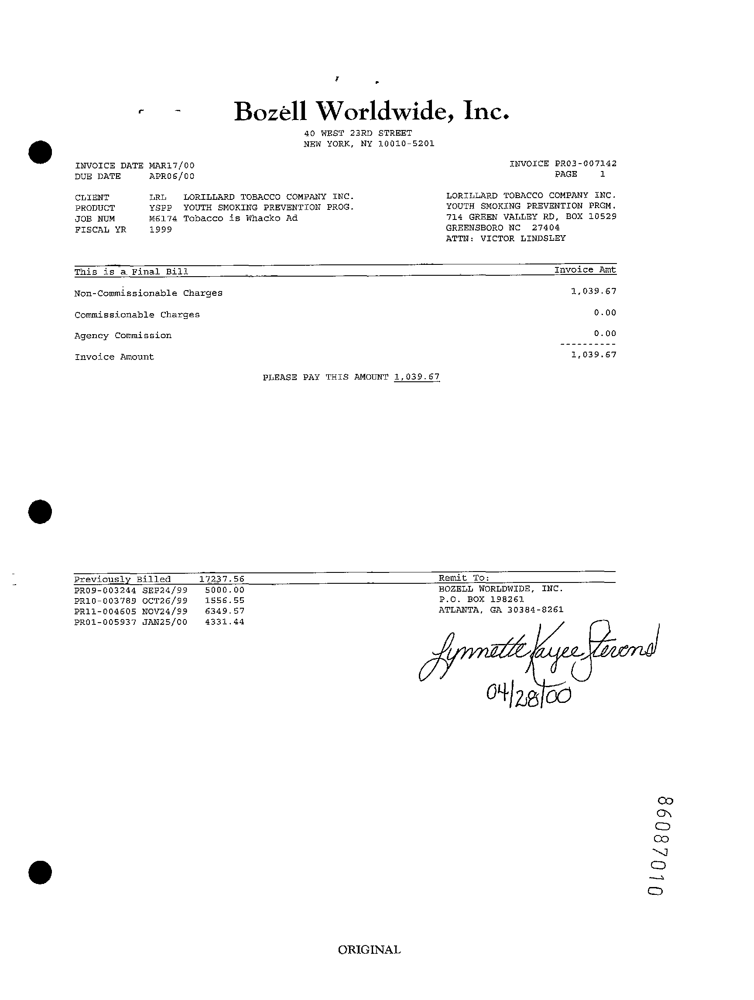 Bozell Worldwide, Inc.
40 WEST 23RD STREET
NEW YORK, NY 10010-5201
INVOICE DATE MAR17/00
DUE DATE APR06/00
INVOICE PR03-007142
PAGE 1
CLIENT LRL LORILLARD TOBACCO COMPANY INC.
PRODUCT YSPP YOUTH SMOKING PREVENTION PROG.
JOB NUM M6174 Tobacco is Whacko Ad
FISCAL YR 1999
LORILLARD TOBACCO COMPANY INC.
YOUTH SMOKING PREVENTION PRGM.
714 GREEN VALLEY RD, BOX 10529
GREENSBORO NC 27404
ATTN: VICTOR LINDSLEY
This is a Final Bill Invoice Amt
Non-Commissionable Charges 1,039.67
Commissionable Charges 0.00
Agency Commission 0.00
----------
Invoice Amount 1,039.67
PLEASE PAY THIS AMOUNT 1,039.67
Previously Billed 17237.56
PR09-003244 SEP24/99 5000.00
PR10-003789 OCT26/99 1556.55
PR11-004605 NOV24/99 6349.57
PR01-005937 JAN25/00 4331.44
Remit To:
BOZELL WORLDWIDE, INC.
P.O. BOX 198261
ATLANTA, GA 30384-8261
Lynnette Kayee Stevens
04/28/00
86087010
ORIGINAL